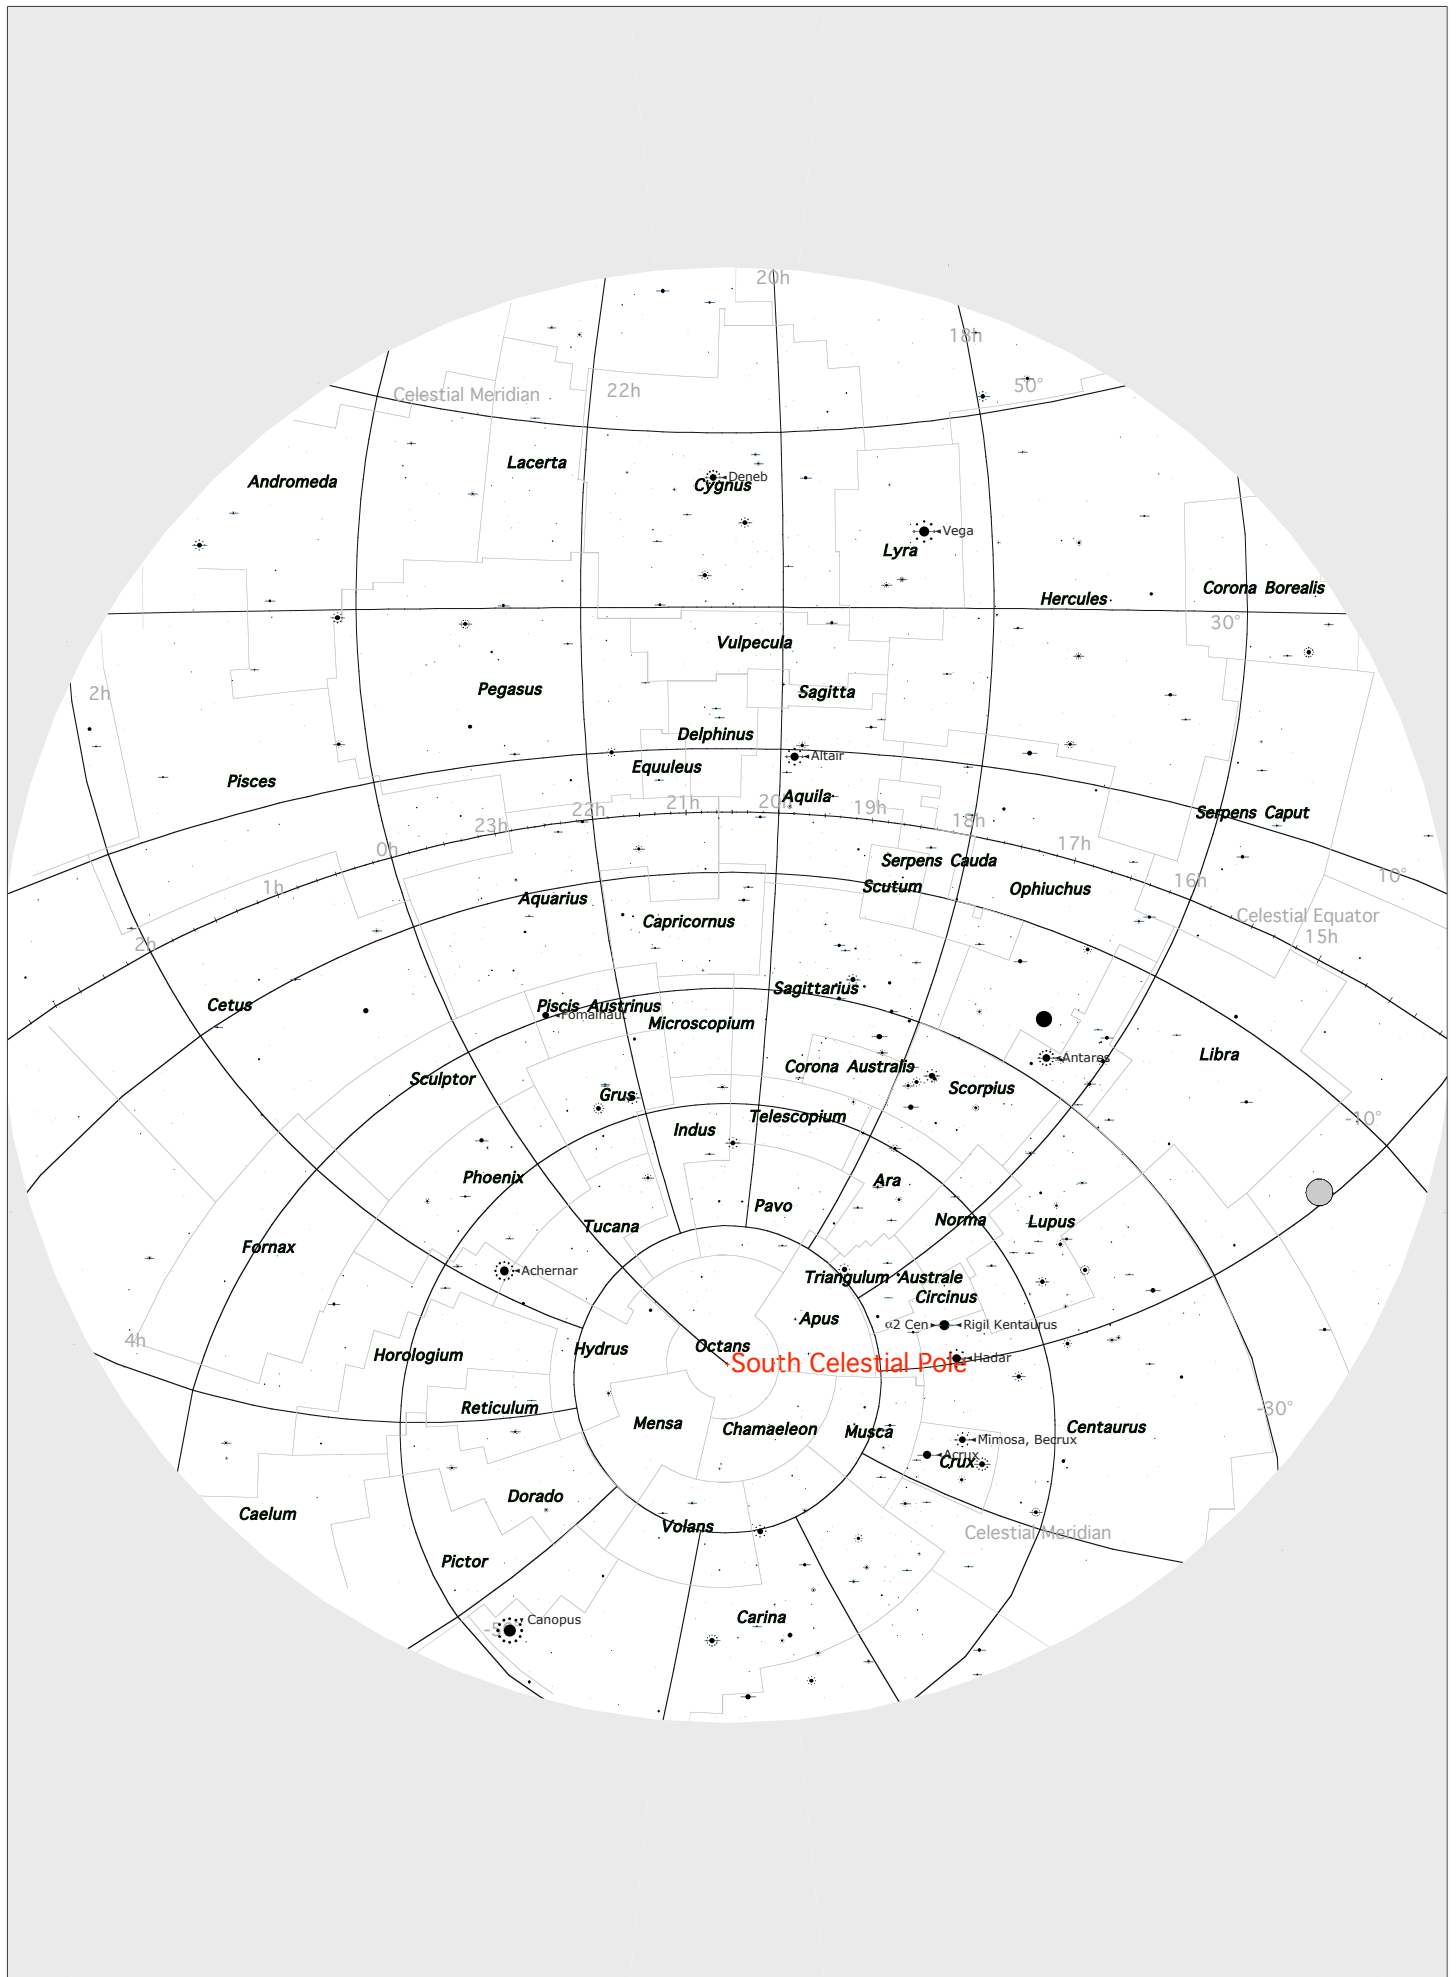 20h
18h
50°
Celestial Meridian
22h
Lacerta
Andromeda
Deneb
Cygnus
Vega
Lyra
Corona Borealis
Hercules
30°
Vulpecula
Pegasus
2h
Sagitta
Delphinus
Altair
Equuleus
Pisces
Aquila
20h
21h
22h
19h
Serpens Caput
18h
23h
17h
0h
Serpens Cauda
10°
16h
1h
Scutum
Ophiuchus
Aquarius
Celestial Equator
Capricornus
15h
2h
Sagittarius
Cetus
Piscis Austrinus
Fomalhaut
Microscopium
Antares
Libra
Corona Australis
Sculptor
Scorpius
Grus
Telescopium
-10°
Indus
Phoenix
Ara
Pavo
Norma
Lupus
Tucana
Fornax
Achernar
Triangulum Australe
Circinus
Apus
α2 Cen
Rigil Kentaurus
4h
Octans
Hydrus
Horologium
South Celestial Pole
Hadar
Reticulum
-30°
Mensa
Chamaeleon
Musca
Centaurus
Mimosa, Becrux
Acrux
Crux
Dorado
Caelum
Volans
Celestial Meridian
Pictor
Carina
Canopus